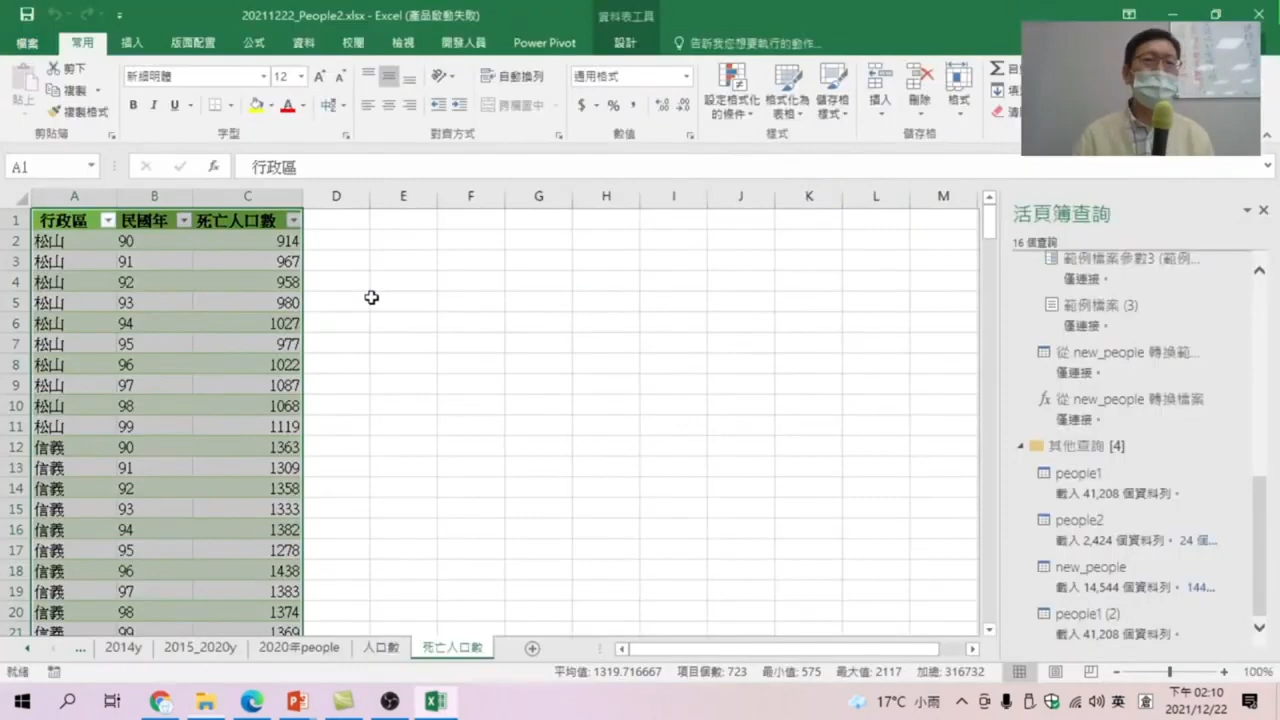 20211222_People2.xlsx - Excel (產品啟動失敗)
資料表工具
檔案 常用 插入 版面配置 公式 資料 校閱 檢視 開發人員 Power Pivot 設計 告訴我您想要執行的動作...
貼上
剪下
複製
複製格式
新細明體 12
B I U
自動換列
跨欄置中
通用格式
$ % ,
設定格式化的條件
格式化為表格
儲存格樣式
插入 刪除 格式
剪貼簿 字型 對齊方式 數值 樣式 儲存格
A1 fx 行政區
A B C D E F G H I J K L M
1 行政區 民國年 死亡人口數
2 松山 90 914
3 松山 91 967
4 松山 92 958
5 松山 93 980
6 松山 94 1027
7 松山 95 977
8 松山 96 1022
9 松山 97 1087
10 松山 98 1068
11 松山 99 1119
12 信義 90 1363
13 信義 91 1309
14 信義 92 1358
15 信義 93 1333
16 信義 94 1382
17 信義 95 1278
18 信義 96 1438
19 信義 97 1383
20 信義 98 1374
21 信義 99 1369
活頁簿查詢
16 個查詢
範例檔案參數3 (範例...
僅連接。
範例檔案 (3)
僅連接。
從 new_people 轉換範...
僅連接。
fx 從 new_people 轉換檔案
僅連接。
其他查詢 [4]
people1
載入 41,208 個資料列。
people2
載入 2,424 個資料列。 24 個...
new_people
載入 14,544 個資料列。 144...
people1 (2)
載入 41,208 個資料列。
... 2014y 2015_2020y 2020年people 人口數 死亡人口數
就緒
平均值: 1319.716667 項目個數: 723 最小值: 575 最大值: 2117 加總: 316732
100%
17°C 小雨
英
下午 02:10
2021/12/22